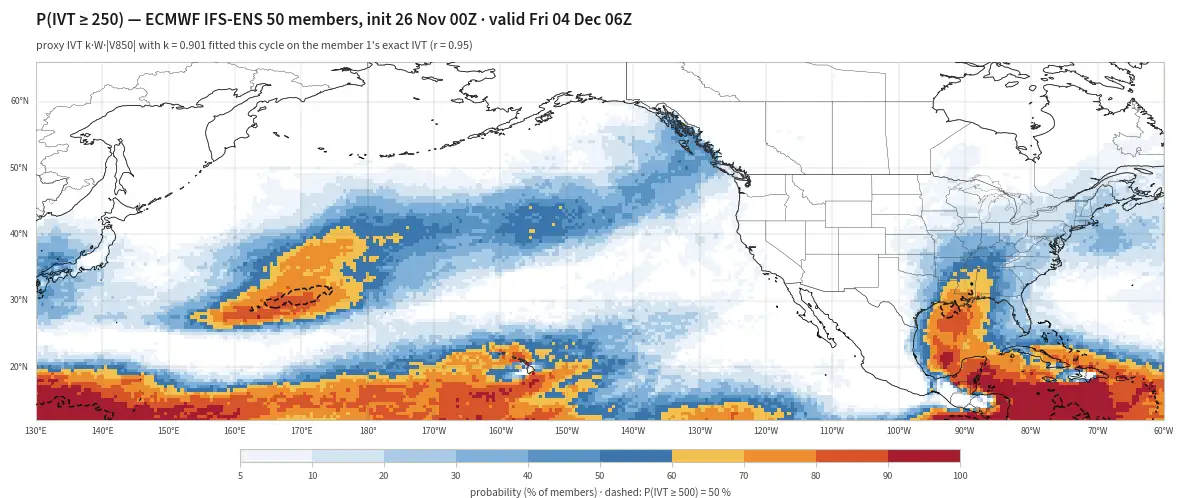 P(IVT ≥ 250) — ECMWF IFS-ENS 50 members, init 26 Nov 00Z · valid Fri 04 Dec 06Z
proxy IVT k·W·|V850| with k = 0.901 fitted this cycle on the member 1's exact IVT (r = 0.95)
60°N
50°N
40°N
30°N
20°N
130°E 140°E 150°E 160°E 170°E 180° 170°W 160°W 150°W 140°W 130°W 120°W 110°W 100°W 90°W 80°W 70°W 60°W
5 10 20 30 40 50 60 70 80 90 100
probability (% of members) · dashed: P(IVT ≥ 500) = 50 %